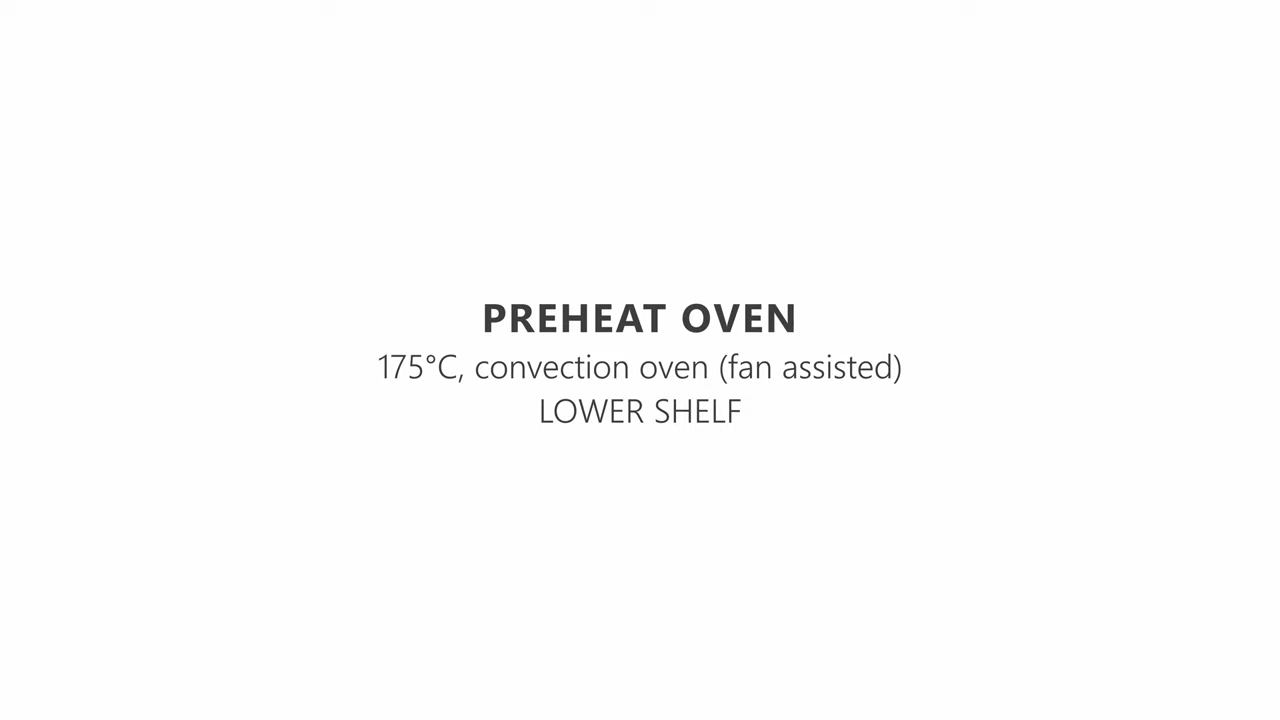 PREHEAT OVEN
175°C, convection oven (fan assisted)
LOWER SHELF